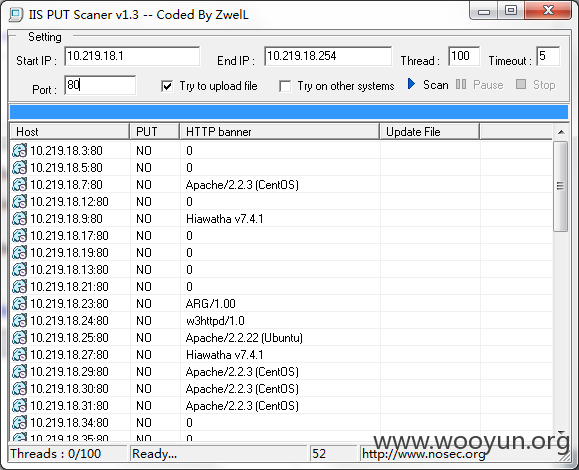 IIS PUT Scaner v1.3 -- Coded By ZwelL
Setting
Start IP : 10.219.18.1 End IP : 10.219.18.254 Thread : 100 Timeout : 5
Port : 80 Try to upload file Try on other systems Scan Pause Stop
Host PUT HTTP banner Update File
10.219.18.3:80 NO 0
10.219.18.5:80 NO 0
10.219.18.7:80 NO Apache/2.2.3 (CentOS)
10.219.18.12:80 NO 0
10.219.18.9:80 NO Hiawatha v7.4.1
10.219.18.17:80 NO 0
10.219.18.19:80 NO 0
10.219.18.13:80 NO 0
10.219.18.21:80 NO 0
10.219.18.23:80 NO ARG/1.00
10.219.18.24:80 NO w3httpd/1.0
10.219.18.25:80 NO Apache/2.2.22 (Ubuntu)
10.219.18.27:80 NO Hiawatha v7.4.1
10.219.18.29:80 NO Apache/2.2.3 (CentOS)
10.219.18.30:80 NO Apache/2.2.3 (CentOS)
10.219.18.31:80 NO Apache/2.2.3 (CentOS)
10.219.18.34:80 NO 0
10.219.18.35:80 NO 0
www.wooyun.org
Threads : 0/100 Ready... 52 http://www.nosec.org